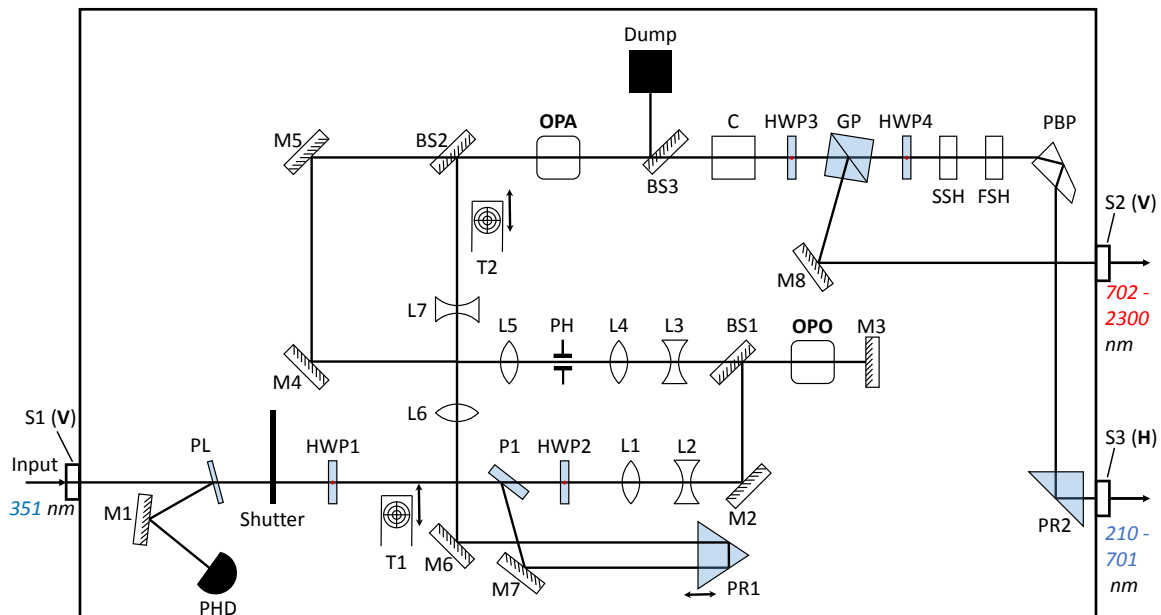 Dump
M5
BS2
OPA
BS3
C
HWP3
GP
HWP4
SSH
FSH
PBP
T2
M8
S2 (V)
702 -
2300
nm
L7
L5
PH
L4
L3
BS1
OPO
M3
M4
L6
S1 (V)
Input
351 nm
PL
M1
PHD
Shutter
HWP1
T1
M6
P1
HWP2
L1
L2
M2
M7
PR1
PR2
S3 (H)
210 -
701
nm